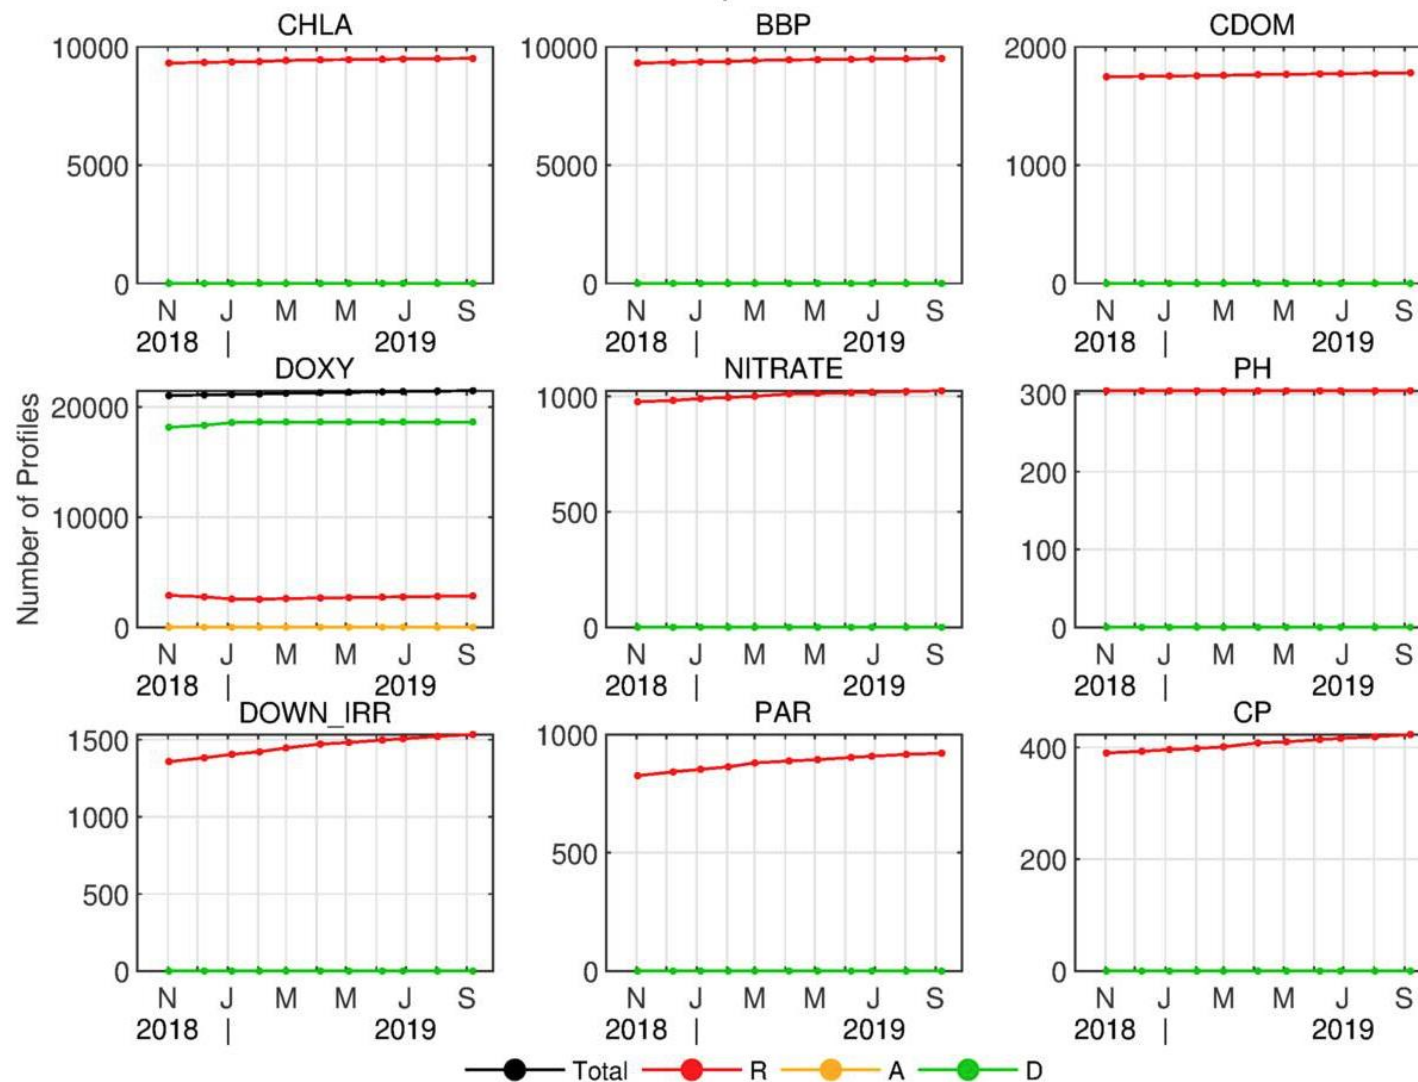 CHLA
10000
5000
0
N J M M J S
2018 | 2019
BBP
10000
5000
0
N J M M J S
2018 | 2019
CDOM
2000
1000
0
N J M M J S
2018 | 2019
Number of Profiles
DOXY
20000
10000
0
N J M M J S
2018 | 2019
NITRATE
1000
500
0
N J M M J S
2018 | 2019
PH
300
200
100
0
N J M M J S
2018 | 2019
DOWN_IRR
1500
1000
500
0
N J M M J S
2018 | 2019
PAR
1000
500
0
N J M M J S
2018 | 2019
CP
400
200
0
N J M M J S
2018 | 2019
Total R A D